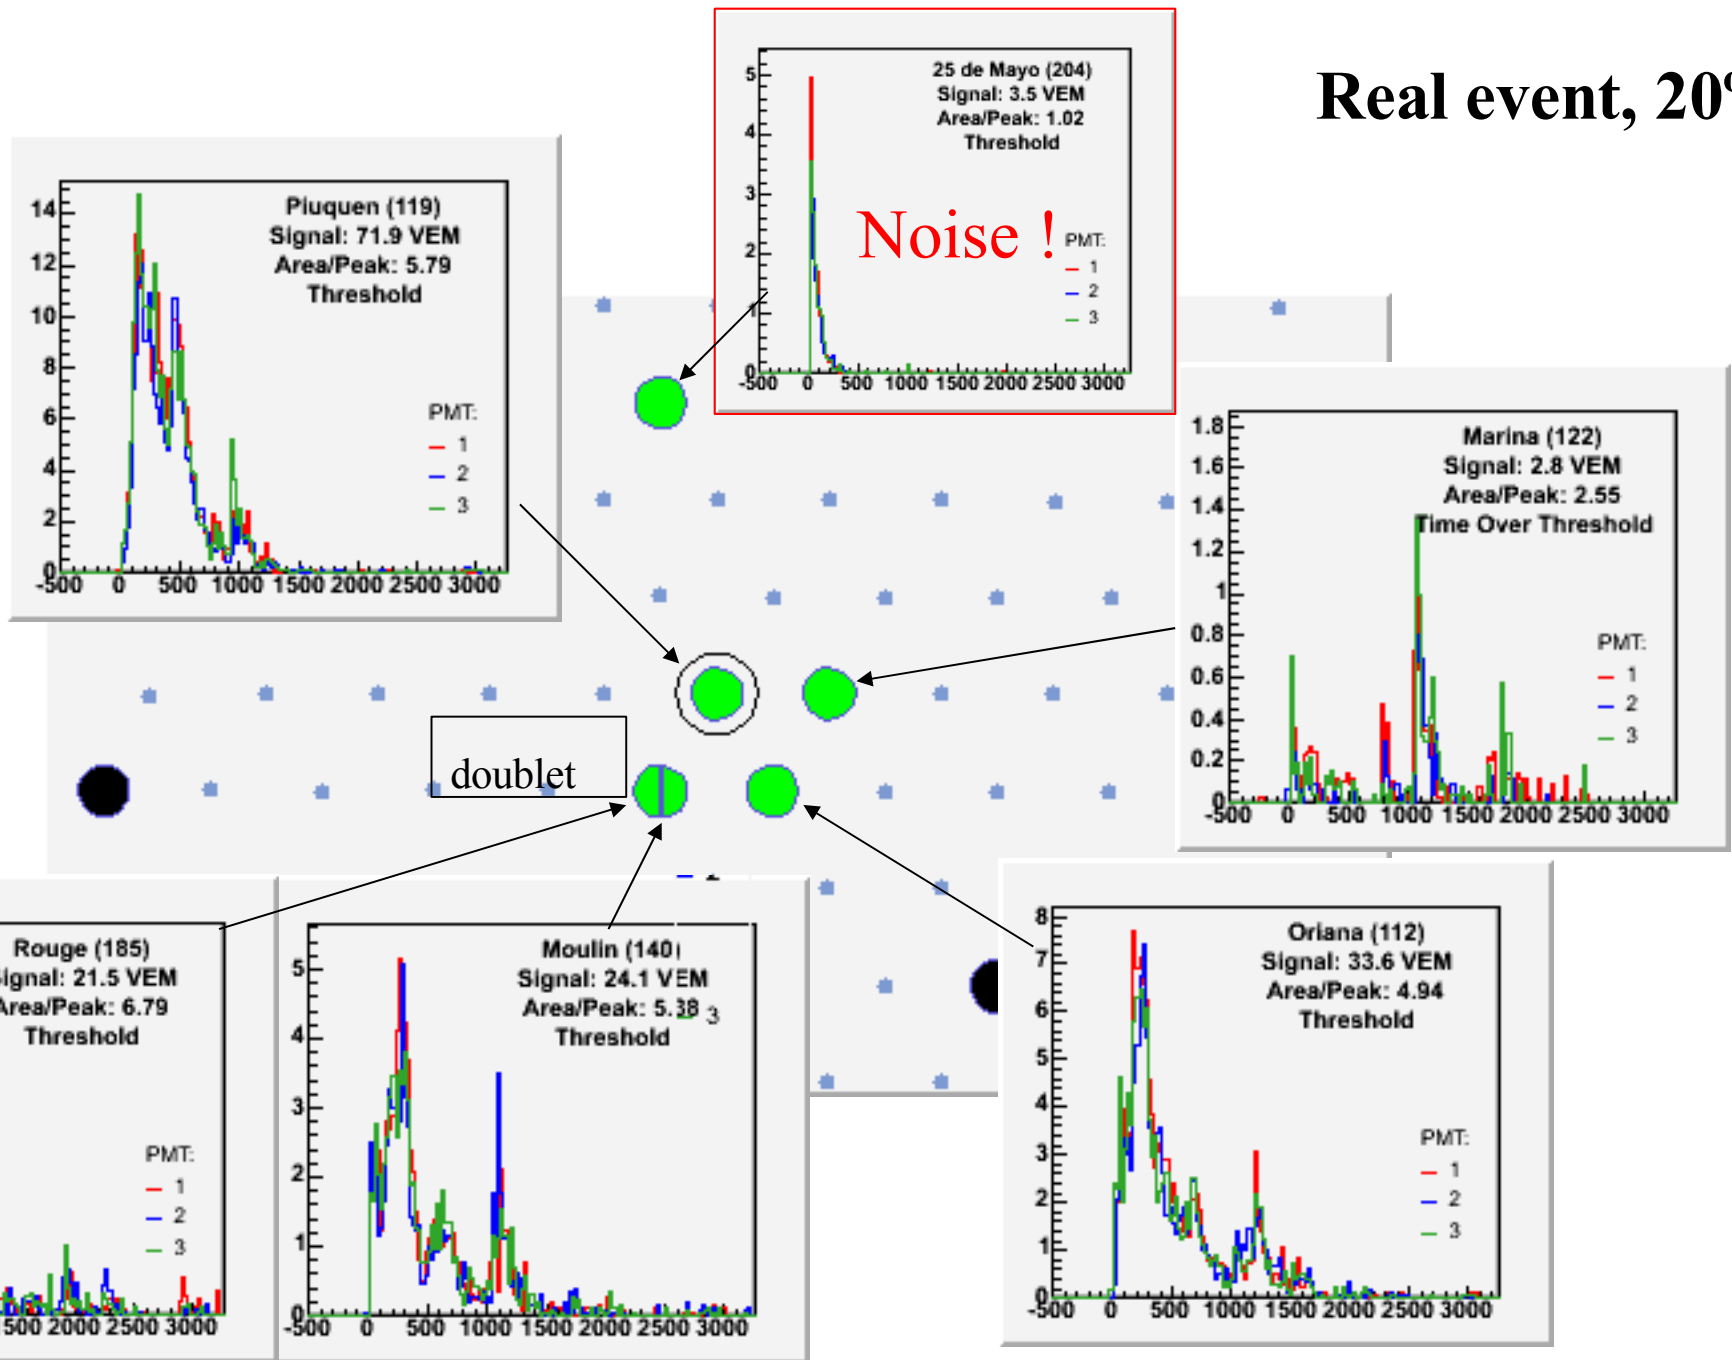 Real event, 20º
25 de Mayo (204)
Signal: 3.5 VEM
Area/Peak: 1.02
Threshold
Noise !
PMT:
1
2
3
5
4
3
2
1
0
-500 0 500 1000 1500 2000 2500 3000
Piuquen (119)
Signal: 71.9 VEM
Area/Peak: 5.79
Threshold
PMT:
1
2
3
14
12
10
8
6
4
2
0
-500 0 500 1000 1500 2000 2500 3000
Marina (122)
Signal: 2.8 VEM
Area/Peak: 2.55
Time Over Threshold
PMT:
1
2
3
1.8
1.6
1.4
1.2
1
0.8
0.6
0.4
0.2
0
-500 0 500 1000 1500 2000 2500 3000
doublet
Rouge (185)
Signal: 21.5 VEM
Area/Peak: 6.79
Threshold
PMT:
1
2
3
1500 2000 2500 3000
Moulin (140)
Signal: 24.1 VEM
Area/Peak: 5.38
Threshold
3
5
4
3
2
1
0
-500 0 500 1000 1500 2000 2500 3000
Oriana (112)
Signal: 33.6 VEM
Area/Peak: 4.94
Threshold
PMT:
1
2
3
8
7
6
5
4
3
2
1
0
-500 0 500 1000 1500 2000 2500 3000